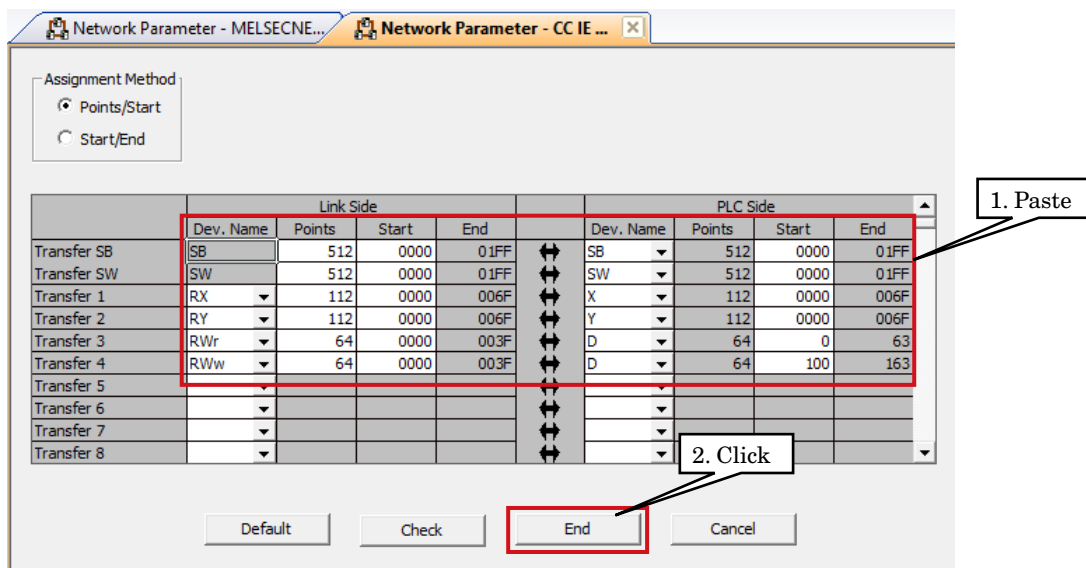 Network Parameter - MELSECNE... Network Parameter - CC IE ...
Assignment Method
Points/Start
Start/End
1. Paste
Link Side PLC Side
Dev. Name Points Start End Dev. Name Points Start End
Transfer SB SB 512 0000 01FF SB 512 0000 01FF
Transfer SW SW 512 0000 01FF SW 512 0000 01FF
Transfer 1 RX 112 0000 006F X 112 0000 006F
Transfer 2 RY 112 0000 006F Y 112 0000 006F
Transfer 3 RWr 64 0000 003F D 64 0 63
Transfer 4 RWw 64 0000 003F D 64 100 163
Transfer 5
Transfer 6
Transfer 7
Transfer 8
2. Click
Default Check End Cancel